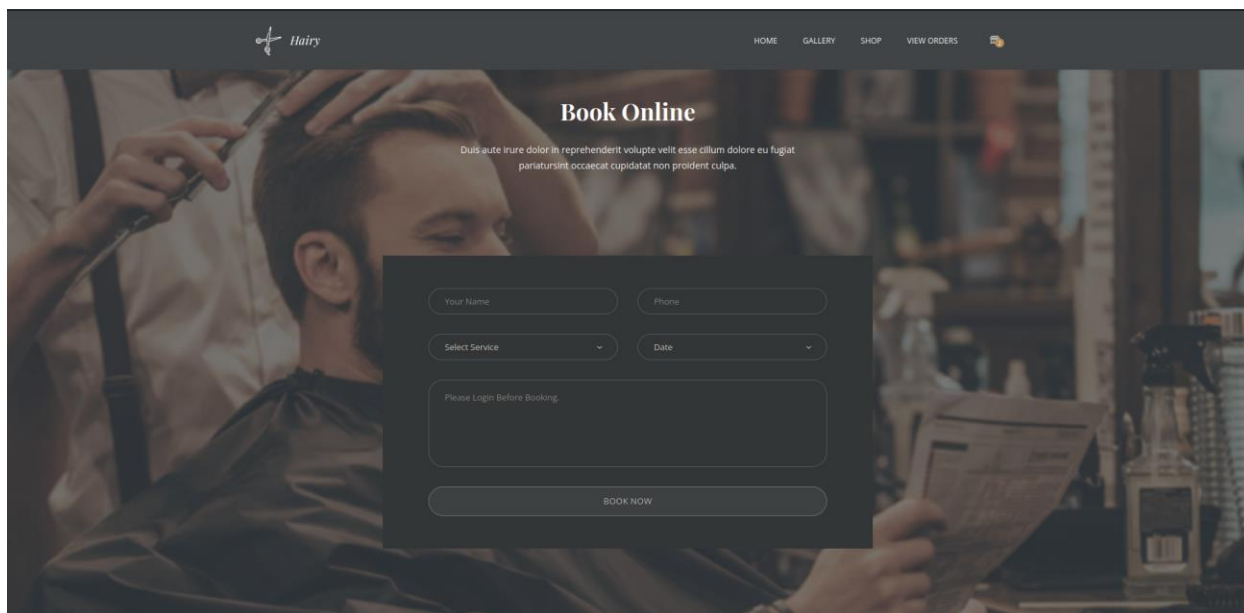 Hairy
HOME GALLERY SHOP VIEW ORDERS
Book Online
Duis aute irure dolor in reprehenderit volupte velit esse cillum dolore eu fugiat
pariatursint occaecat cupidatat non proident culpa.
Your Name Phone
Select Service Date
Please Login Before Booking.
BOOK NOW